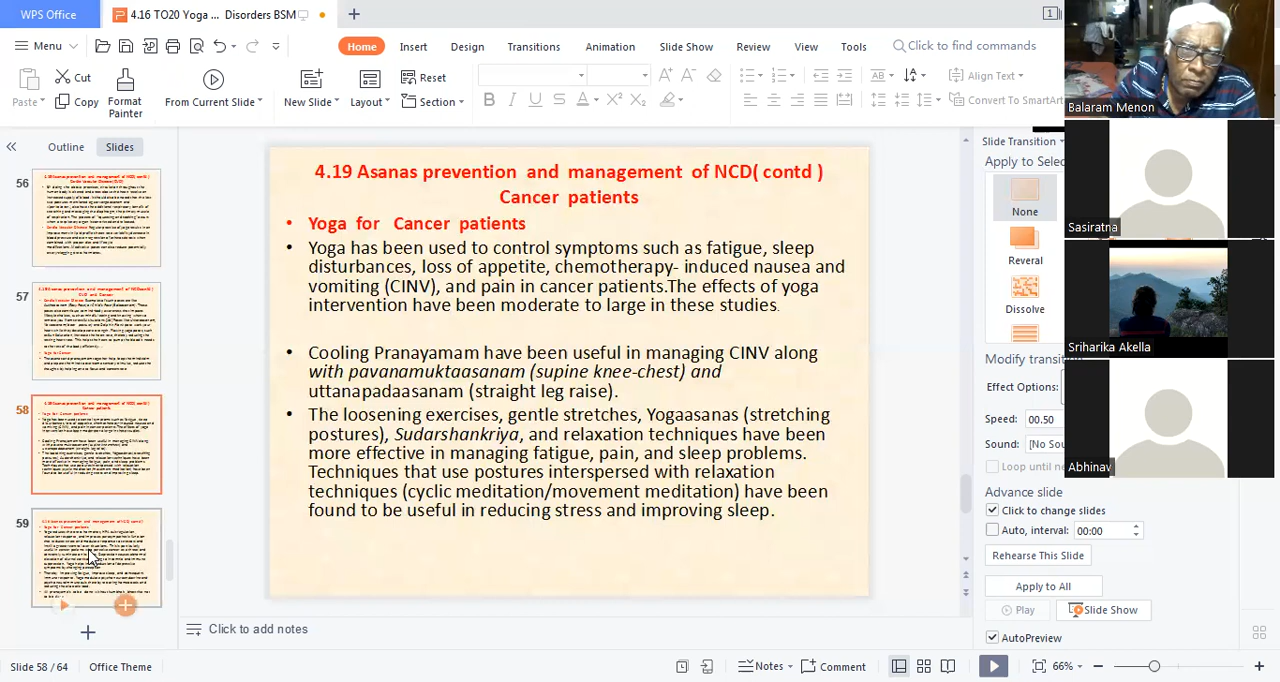 WPS Office
4.16 TO20 Yoga ... Disorders BSM
1
Menu
Home
Insert
Design
Transitions
Animation
Slide Show
Review
View
Tools
Click to find commands
Paste
Cut
Copy
Format Painter
From Current Slide
New Slide
Layout
Reset
Section
Align Text
Convert To SmartArt
Outline
Slides
56
57
58
59
4.19 Asanas prevention and management of NCD( contd )
Cancer patients
• Yoga for Cancer patients
• Yoga has been used to control symptoms such as fatigue, sleep
disturbances, loss of appetite, chemotherapy- induced nausea and
vomiting (CINV), and pain in cancer patients.The effects of yoga
intervention have been moderate to large in these studies.
• Cooling Pranayamam have been useful in managing CINV along
with pavanamuktaasanam (supine knee-chest) and
uttanapadaasanam (straight leg raise).
• The loosening exercises, gentle stretches, Yogaasanas (stretching
postures), Sudarshankriya, and relaxation techniques have been
more effective in managing fatigue, pain, and sleep problems.
Techniques that use postures interspersed with relaxation
techniques (cyclic meditation/movement meditation) have been
found to be useful in reducing stress and improving sleep.
Click to add notes
Slide Transition
Apply to Selec
None
Reveral
Dissolve
Modify transition
Effect Options:
Speed: 00.50
Sound: [No Sou
Loop until ne
Advance slide
Click to change slides
Auto, interval: 00:00
Rehearse This Slide
Apply to All
Play
Slide Show
AutoPreview
Balaram Menon
Sasiratna
Sriharika Akella
Abhinav
Slide 58 / 64
Office Theme
Notes
Comment
66%